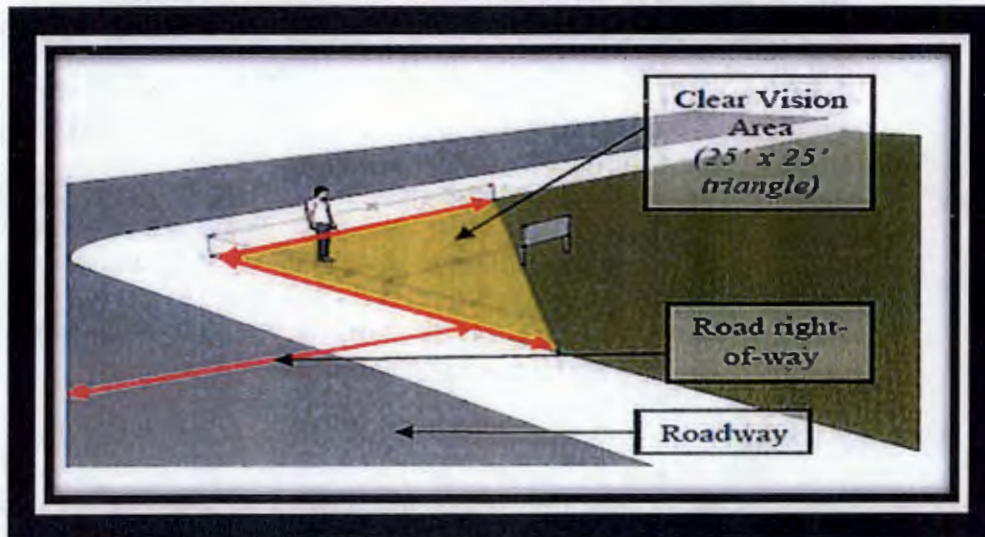 Clear Vision
Area
(25' x 25'
triangle)
Road right-
of-way
Roadway